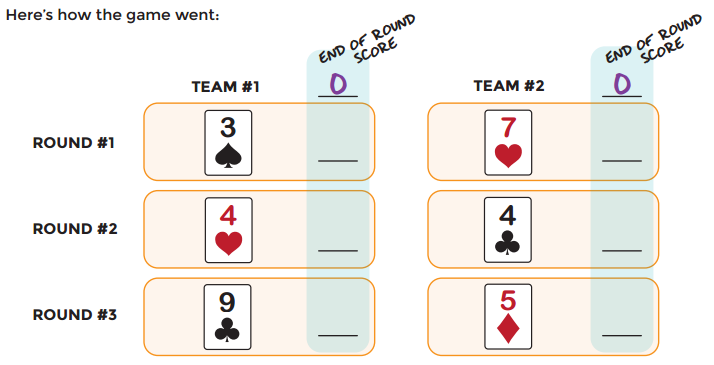 Here's how the game went:
END OF ROUND
SCORE
END OF ROUND
SCORE
TEAM #1
0
TEAM #2
0
ROUND #1
3
7
ROUND #2
4
4
ROUND #3
9
5